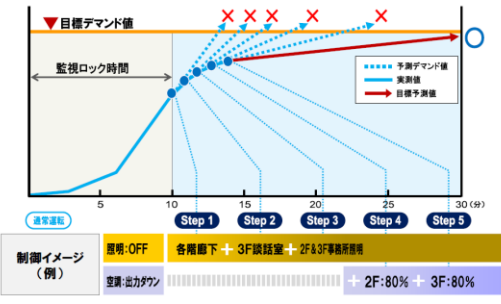 目標デマンド値
監視ロック時間
予測デマンド値
実測値
目標予測値
5 10 15 20 25 30(分)
通常運転 Step 1 Step 2 Step 3 Step 4 Step 5
制御イメージ
(例)
照明:OFF 各階廊下 + 3F談話室 + 2F&3F事務所照明
空調:出力ダウン + 2F:80% + 3F:80%